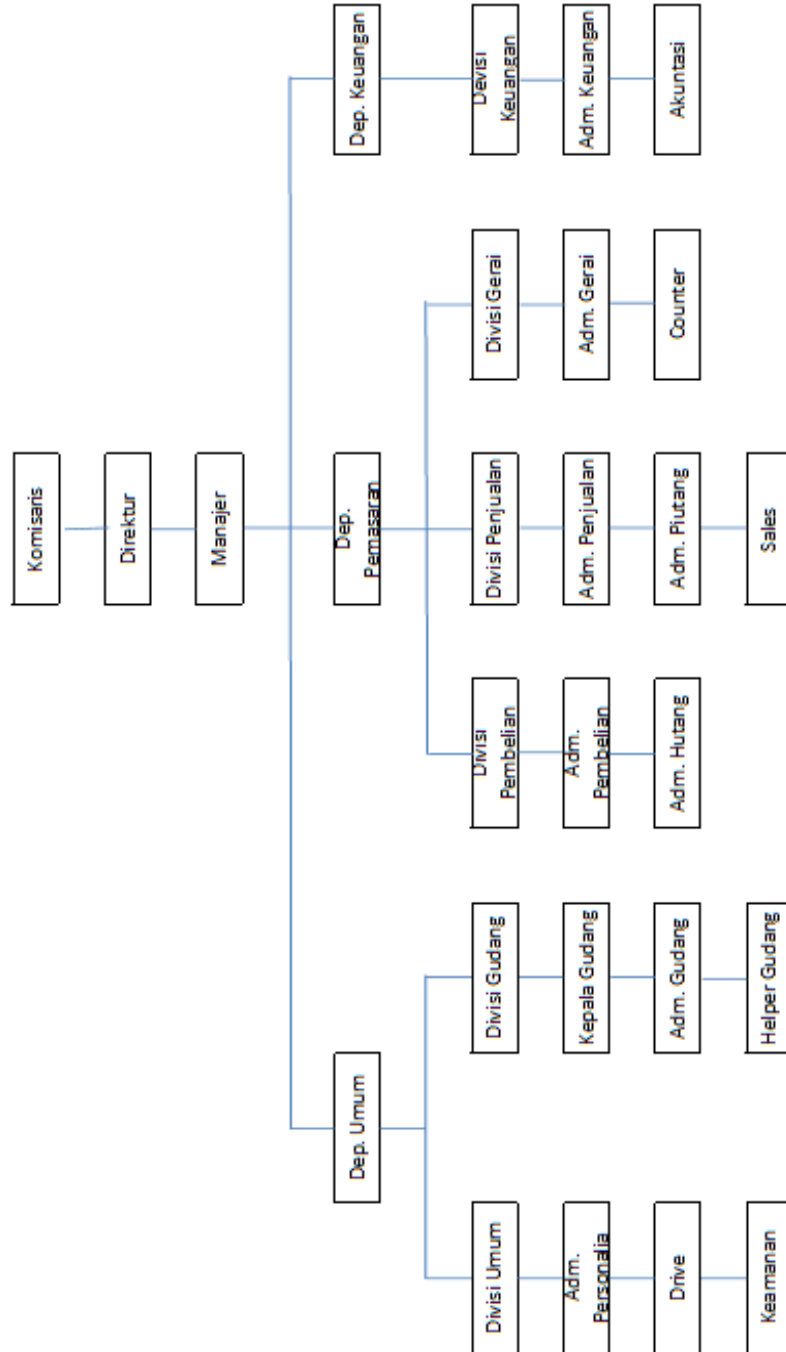 Komisaris
Direktur
Manajer
Dep. Umum
Dep.
Pemasaran
Dep. Keuangan
Divisi Umum
Divisi Gudang
Divisi
Pembelian
Divisi Penjualan
Divisi Gerai
Devisi
Keuangan
Adm.
Personalia
Kepala Gudang
Adm.
Pembelian
Adm. Penjualan
Adm. Gerai
Adm. Keuangan
Drive
Adm. Gudang
Adm. Hutang
Adm. Piutang
Counter
Akuntasi
Keamanan
Helper Gudang
Sales